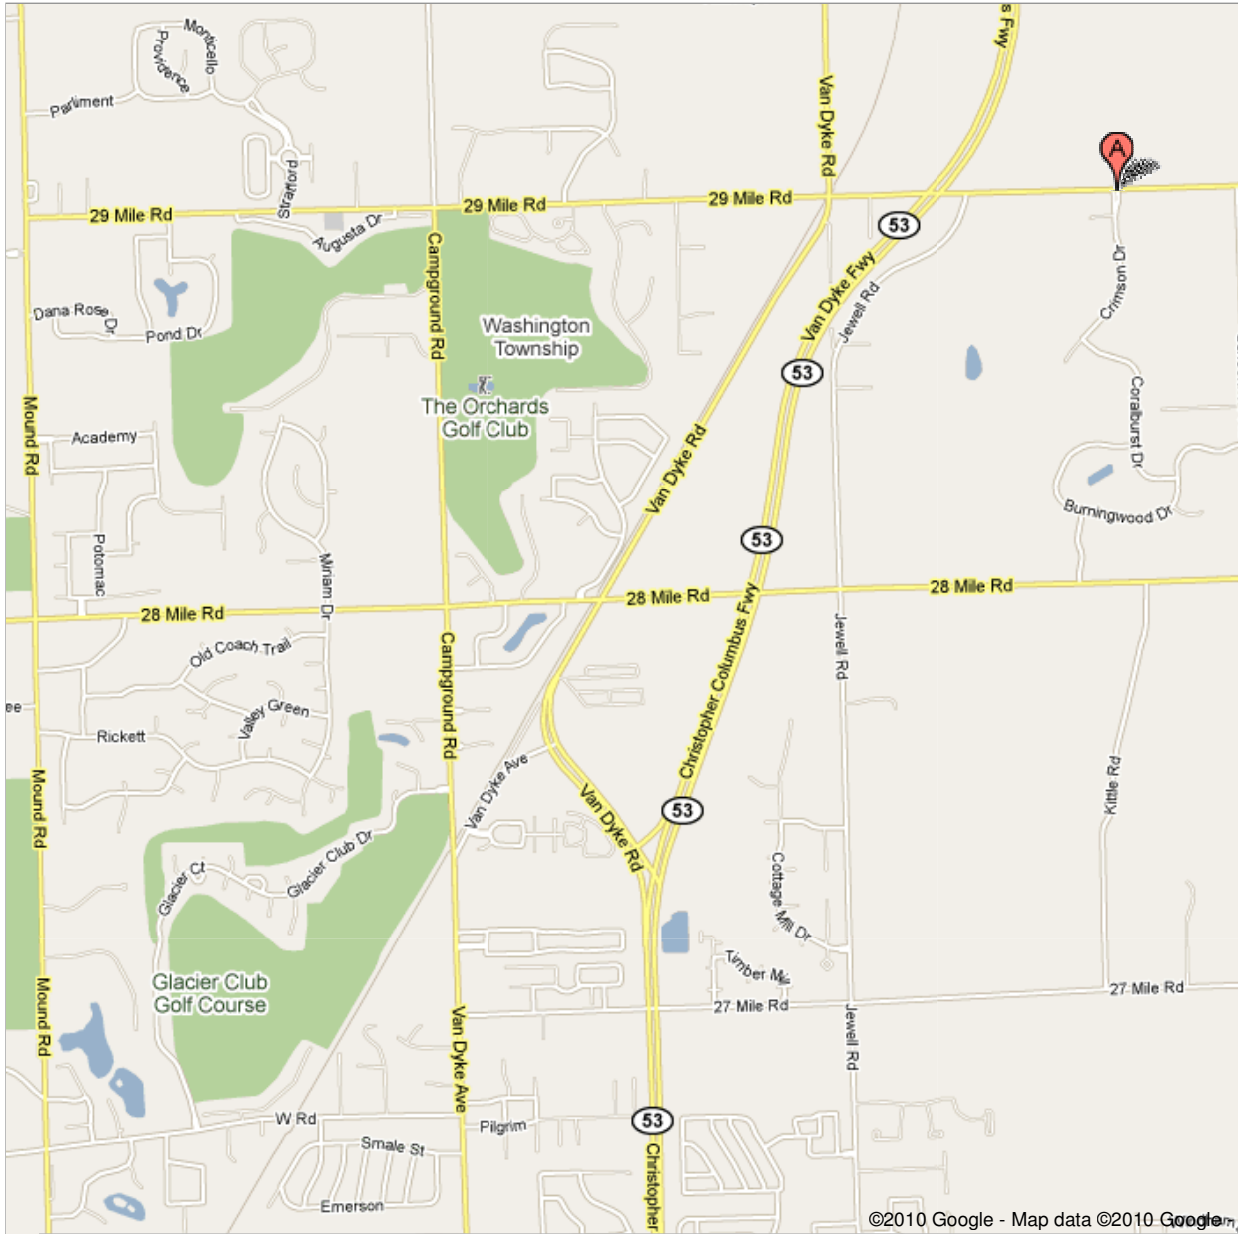 s Fwy
Monticello
Providence
Parliment
Van Dyke Rd
A
Strafford
29 Mile Rd
29 Mile Rd
29 Mile Rd
Augusta Dr
53
Campground Rd
Van Dyke Fwy
Crimson Dr
Jewell Rd
Dana Rose Dr
Pond Dr
Washington
Township
53
The Orchards
Golf Club
Mound Rd
Academy
Van Dyke Rd
Coralburst Dr
Burningwood Dr
53
Potomac
Miriam Dr
28 Mile Rd
28 Mile Rd
28 Mile Rd
Christopher Columbus Fwy
Old Coach Trail
Campground Rd
Jewell Rd
ee
Valley Green
Rickett
Mound Rd
Van Dyke Ave
Van Dyke Rd
53
Kittle Rd
Glacier Club Dr
Glacier Ct
Cottage Mill Dr
Timber Mill
Glacier Club
Golf Course
27 Mile Rd
27 Mile Rd
Mound Rd
Van Dyke Ave
Jewell Rd
W Rd
Pilgrim
53
Smale St
Christopher
Emerson
©2010 Google - Map data ©2010 Google -